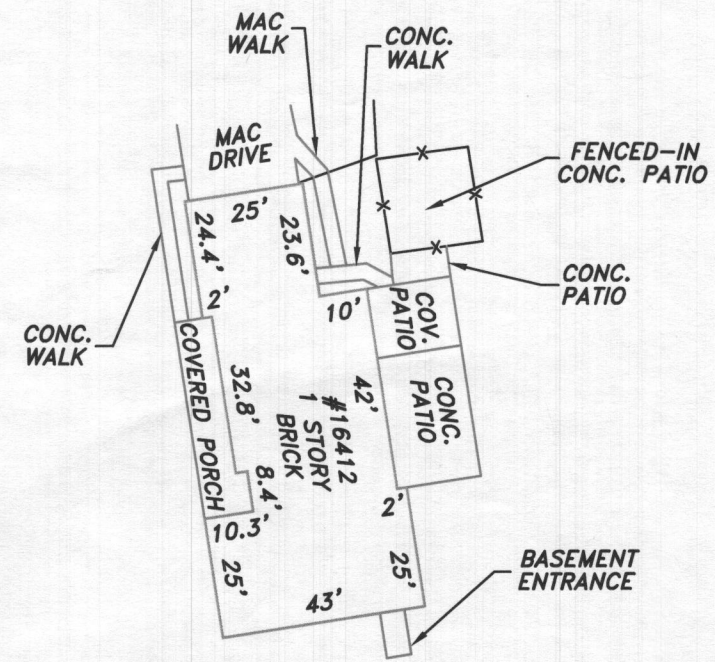 MAC
WALK
CONC.
WALK
MAC
DRIVE
FENCED-IN
CONC. PATIO
25'
24.4'
23.6'
2'
10'
CONC.
PATIO
COV.
PATIO
CONC.
WALK
COVERED PORCH
32.8'
8.4'
#16412
1 STORY
BRICK
42'
CONC.
PATIO
2'
10.3'
25'
43'
25'
BASEMENT
ENTRANCE